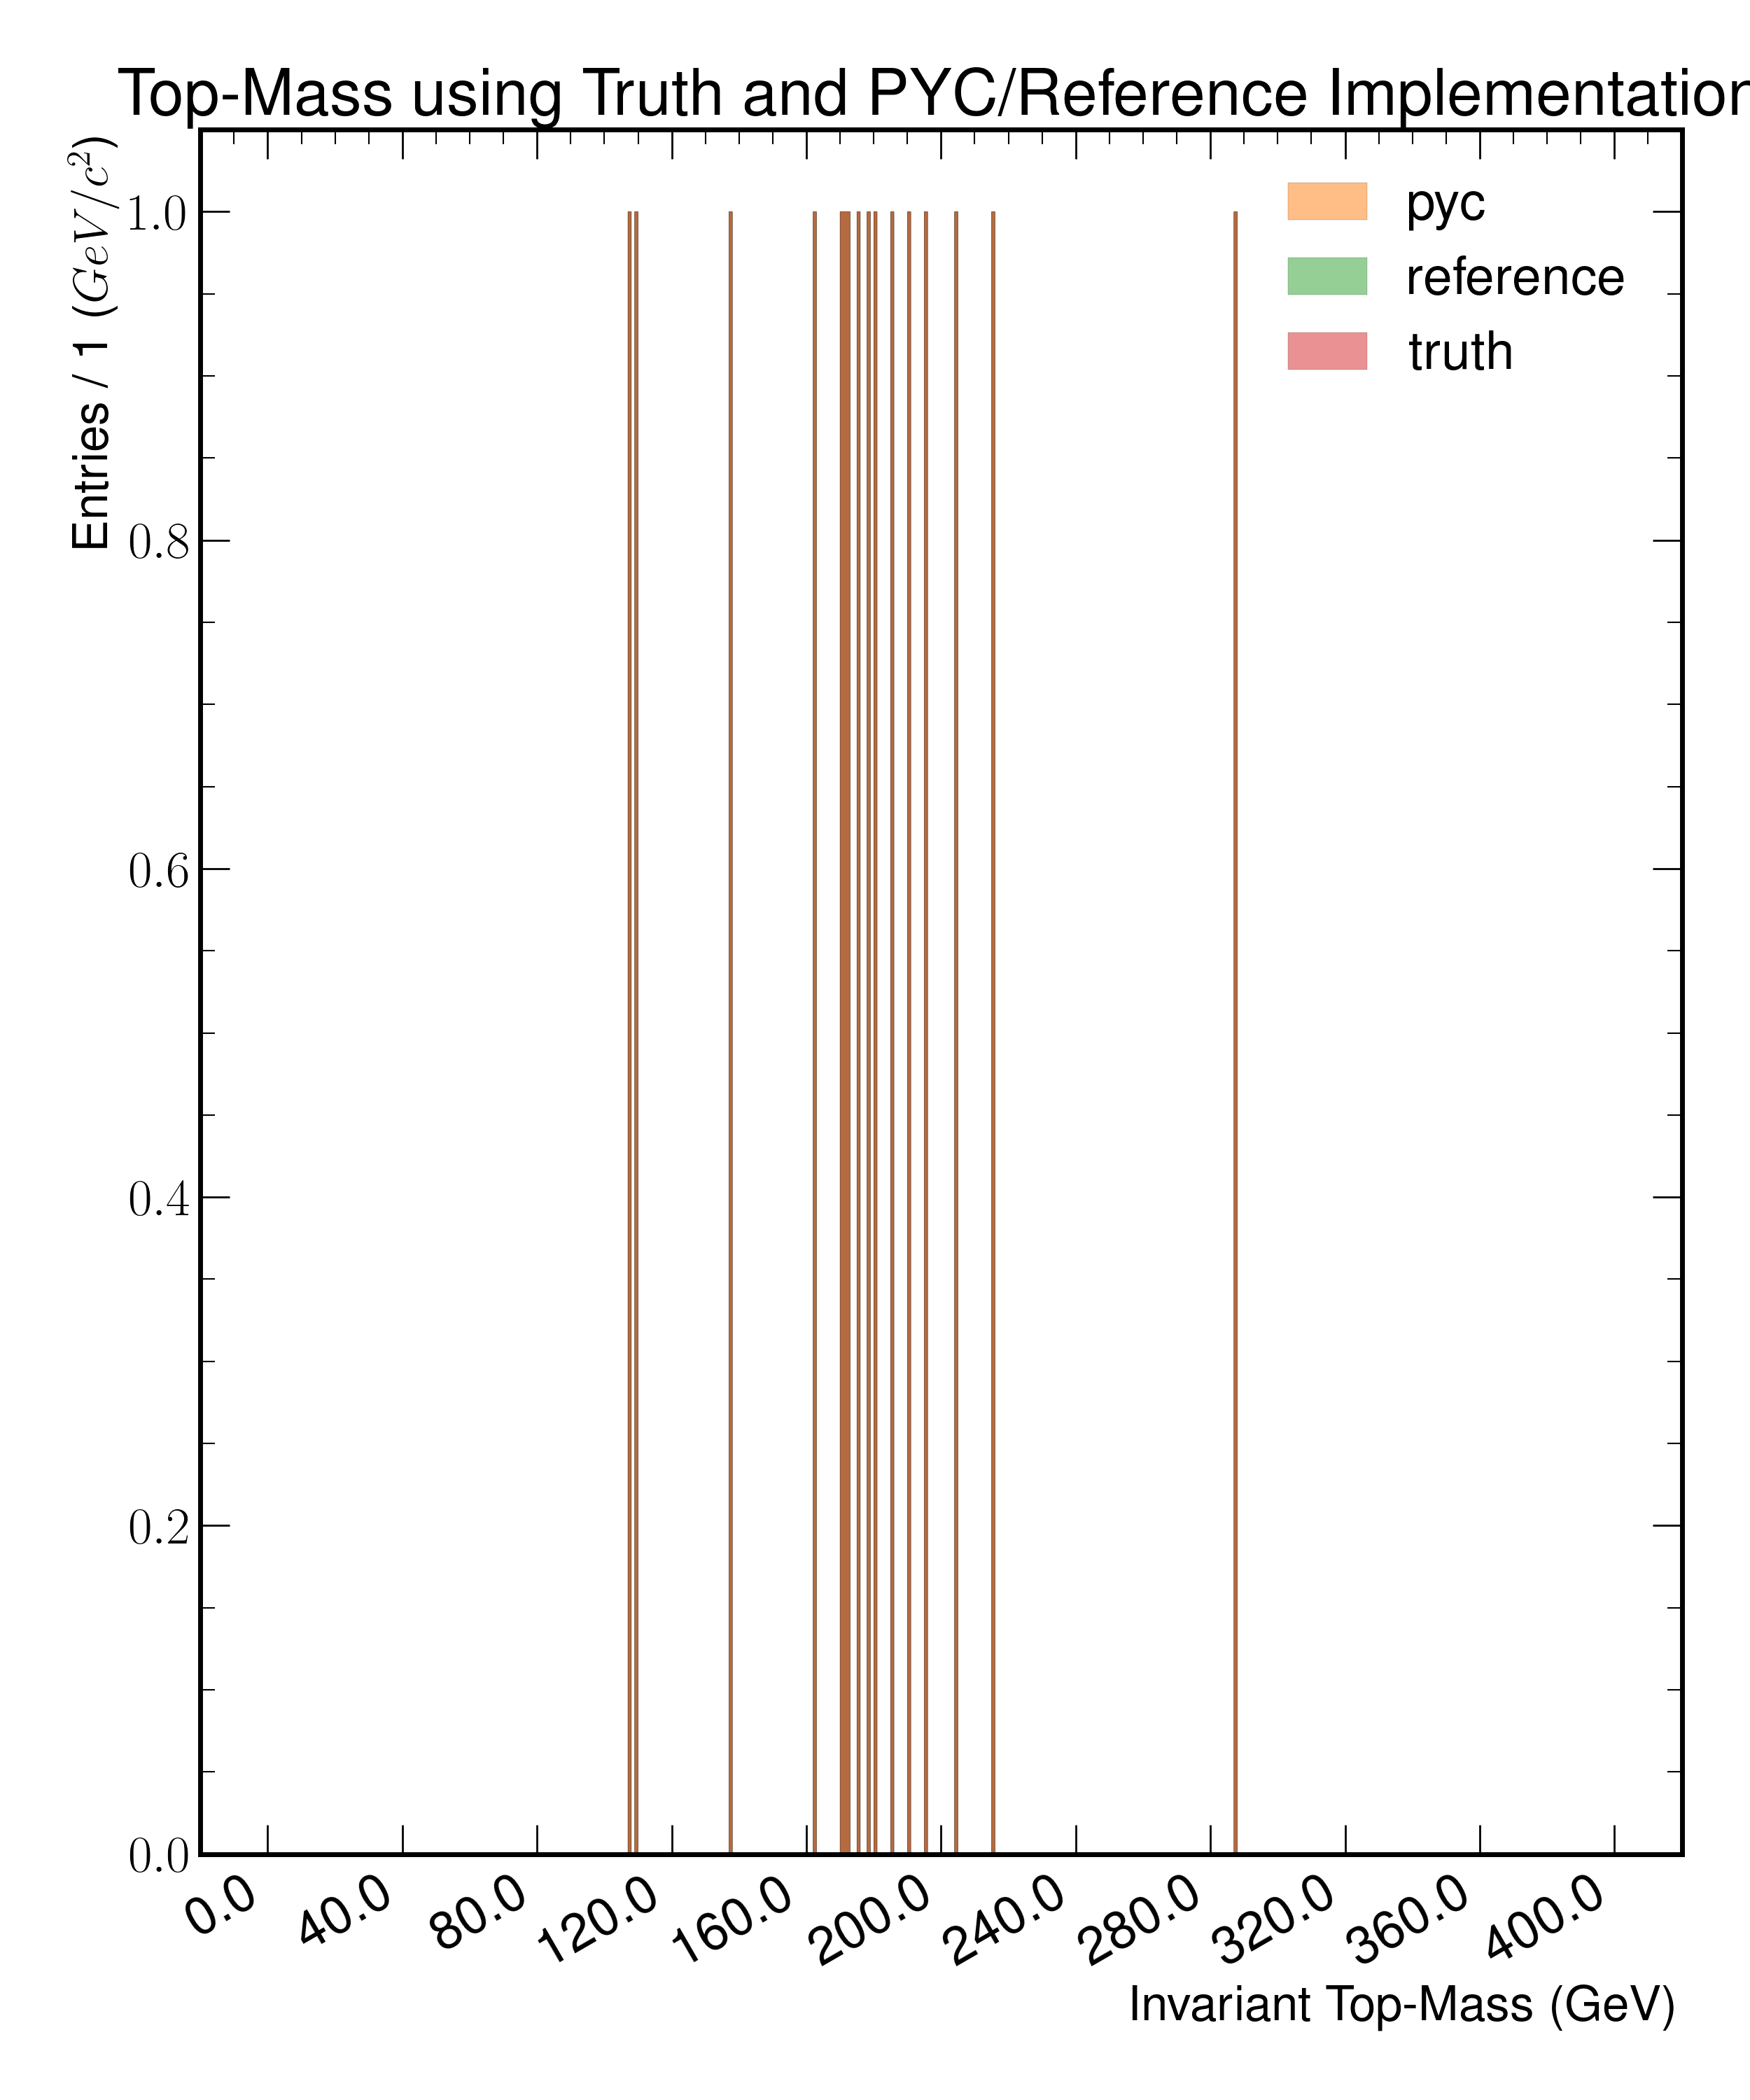 Top-Mass using Truth and PYC/Reference Implementation
Entries / 1 (GeV/c²)
pyc
reference
truth
1.0
0.8
0.6
0.4
0.2
0.0
0.0
40.0
80.0
120.0
160.0
200.0
240.0
280.0
320.0
360.0
400.0
Invariant Top-Mass (GeV)